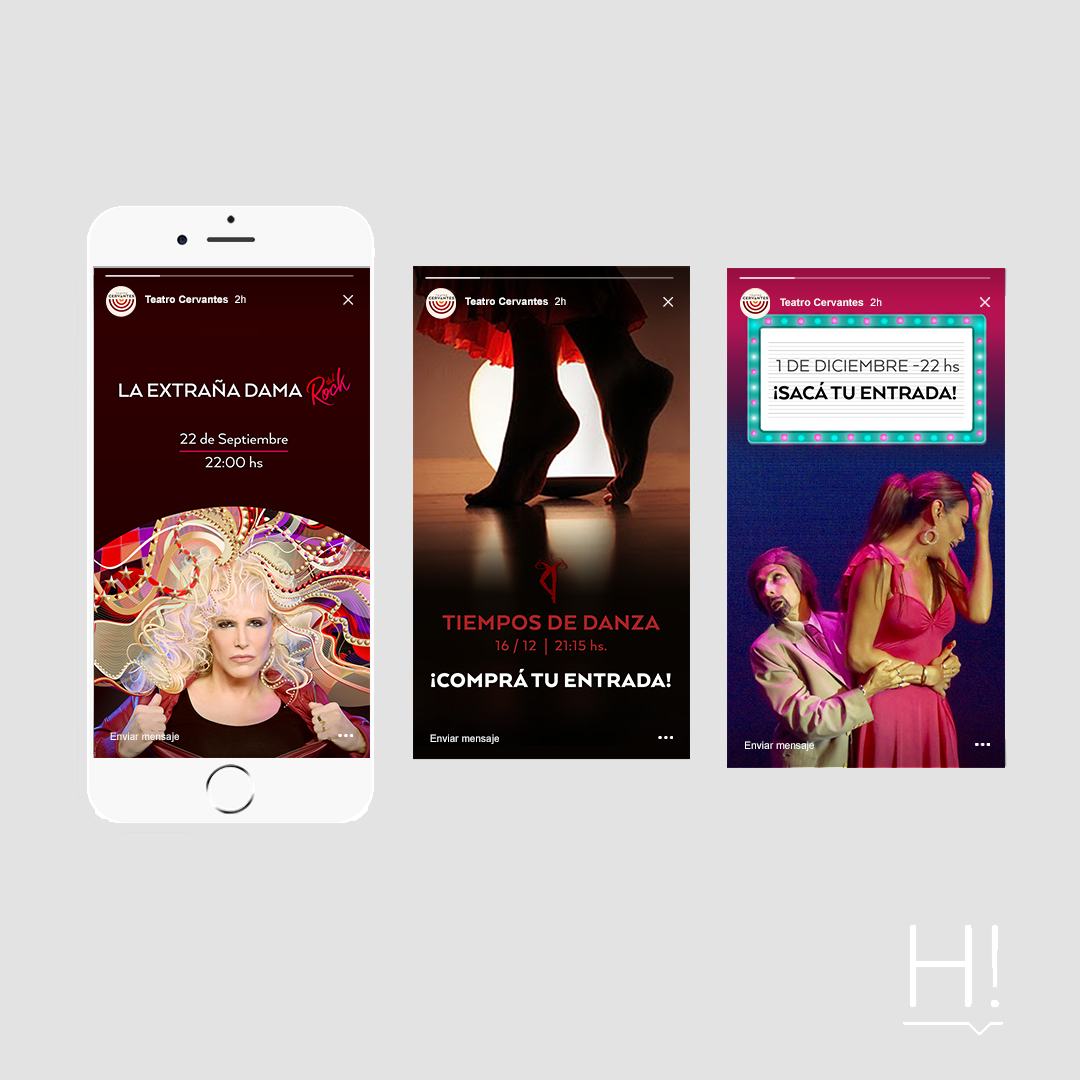 Teatro Cervantes 2h
LA EXTRAÑA DAMA del Rock
22 de Septiembre
22:00 hs
Enviar mensaje
CERVANTES
Teatro Cervantes 2h
TIEMPOS DE DANZA
16 / 12 | 21:15 hs.
¡COMPRÁ TU ENTRADA!
Enviar mensaje
CERVANTES
Teatro Cervantes 2h
1 DE DICIEMBRE -22 hs
¡SACÁ TU ENTRADA!
Enviar mensaje
CERVANTES
H!